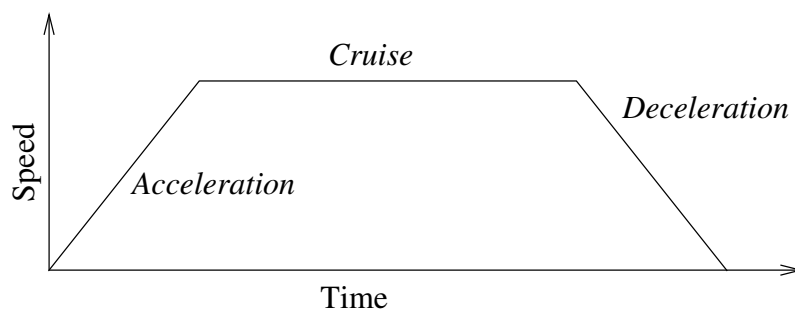 Cruise
Deceleration
Acceleration
Speed
Time